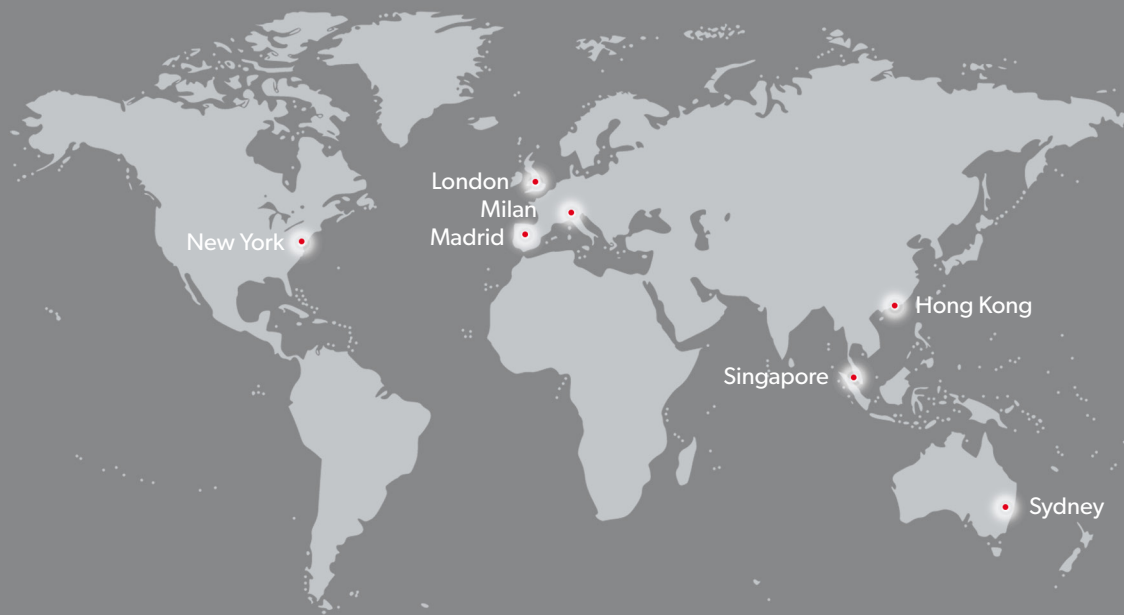 London
Milan
Madrid
New York
Hong Kong
Singapore
Sydney